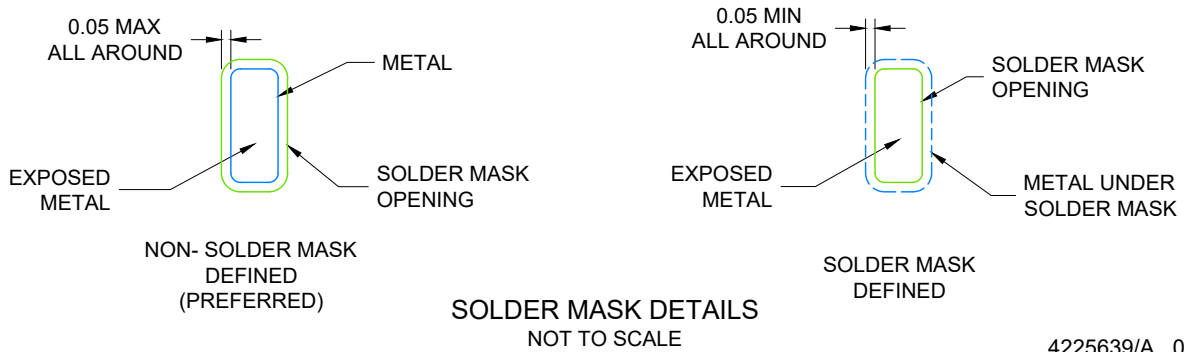 0.05 MAX
ALL AROUND
METAL
EXPOSED
METAL
SOLDER MASK
OPENING
NON- SOLDER MASK
DEFINED
(PREFERRED)
0.05 MIN
ALL AROUND
SOLDER MASK
OPENING
EXPOSED
METAL
METAL UNDER
SOLDER MASK
SOLDER MASK
DEFINED
SOLDER MASK DETAILS
NOT TO SCALE
4225639/A 0